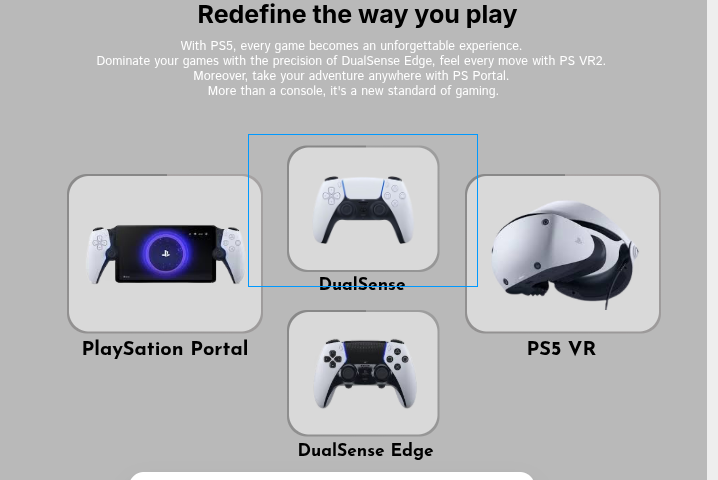 Redefine the way you play
With PS5, every game becomes an unforgettable experience.
Dominate your games with the precision of DualSense Edge, feel every move with PS VR2.
Moreover, take your adventure anywhere with PS Portal.
More than a console, it's a new standard of gaming.
DualSense
PlaySation Portal
PS5 VR
DualSense Edge